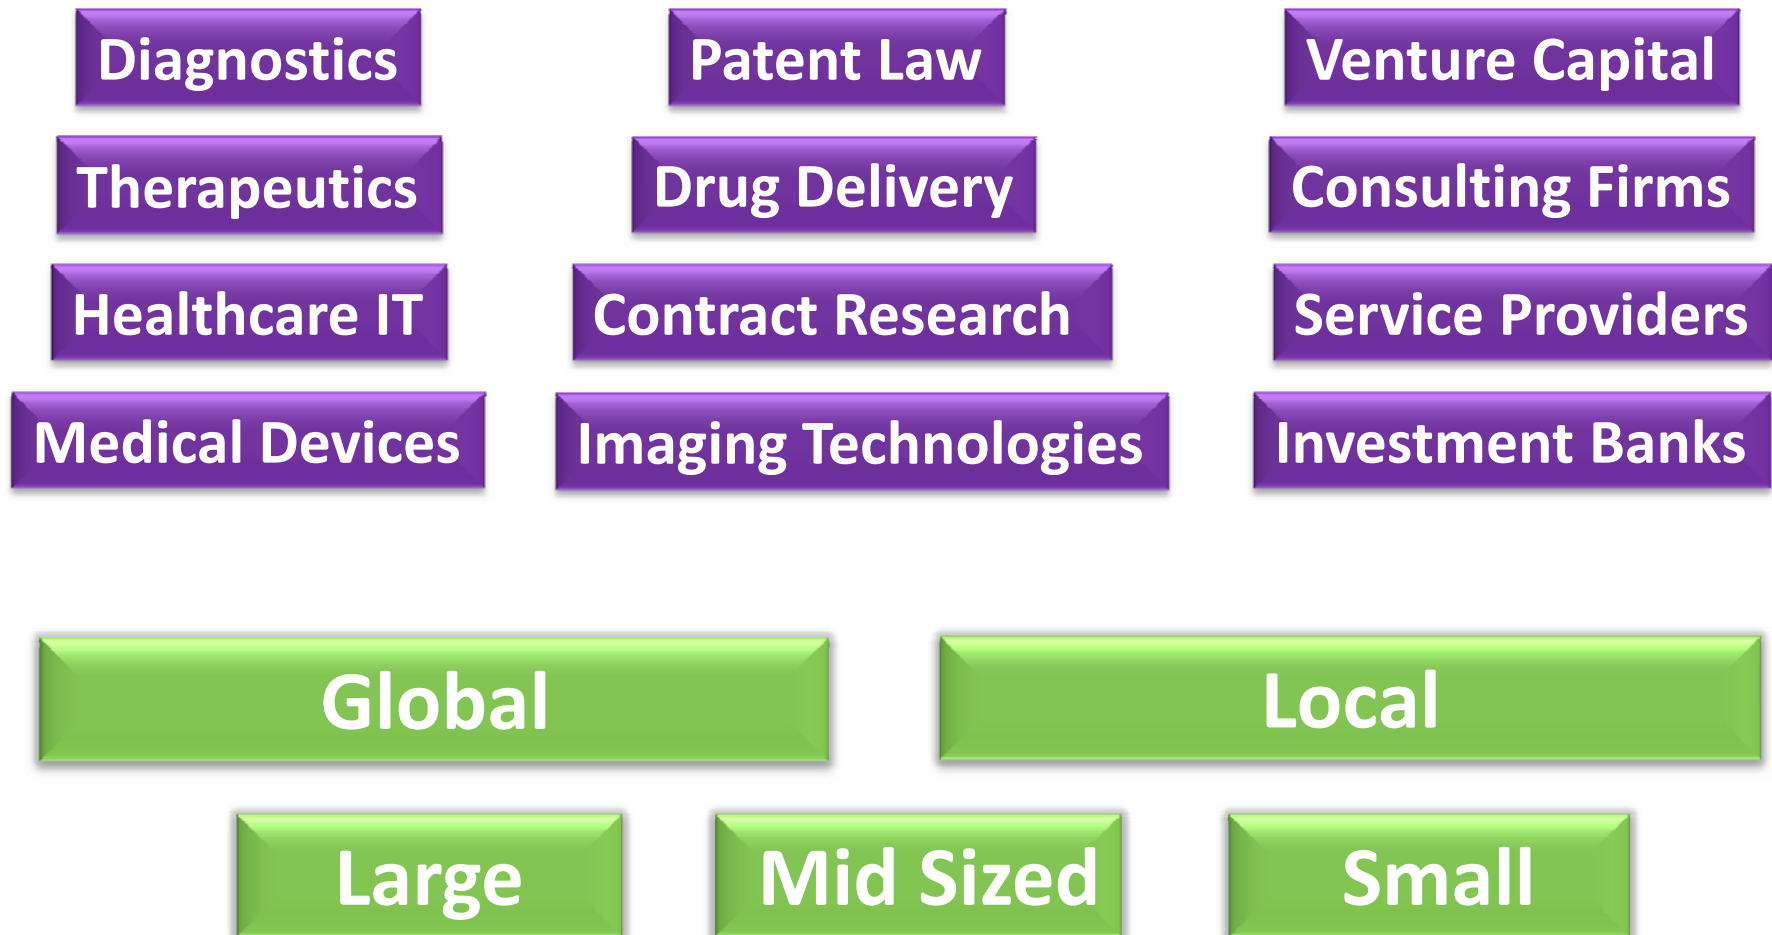 Diagnostics
Patent Law
Venture Capital
Therapeutics
Drug Delivery
Consulting Firms
Healthcare IT
Contract Research
Service Providers
Medical Devices
Imaging Technologies
Investment Banks
Global
Local
Large
Mid Sized
Small